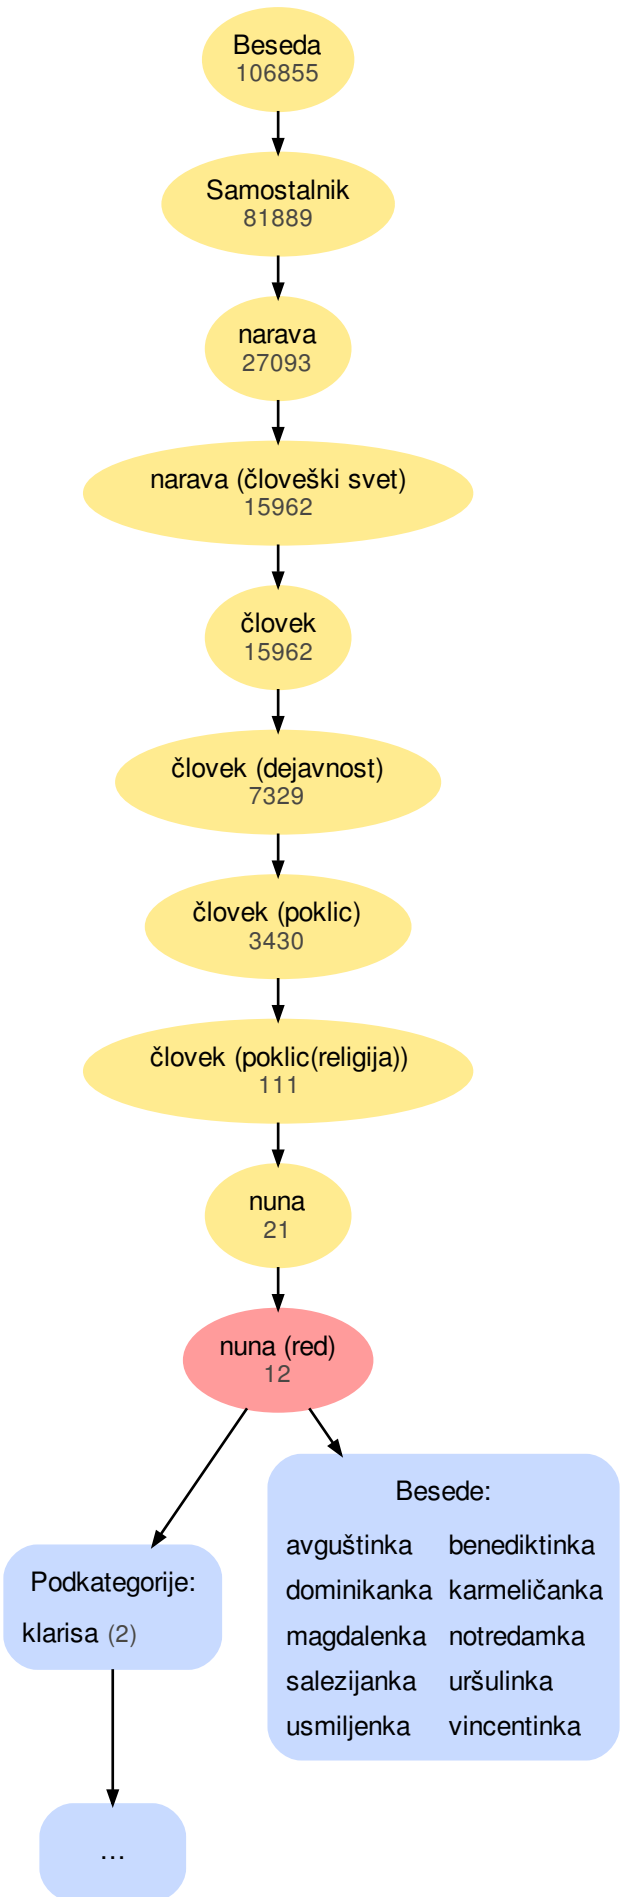 Beseda
106855
Samostalnik
81889
narava
27093
narava (človeški svet)
15962
človek
15962
človek (dejavnost)
7329
človek (poklic)
3430
človek (poklic(religija))
111
nuna
21
nuna (red)
12
Besede:
avguštinka benediktinka
dominikanka karmeličanka
magdalenka notredamka
salezijanka uršulinka
usmiljenka vincentinka
Podkategorije:
klarisa (2)
...